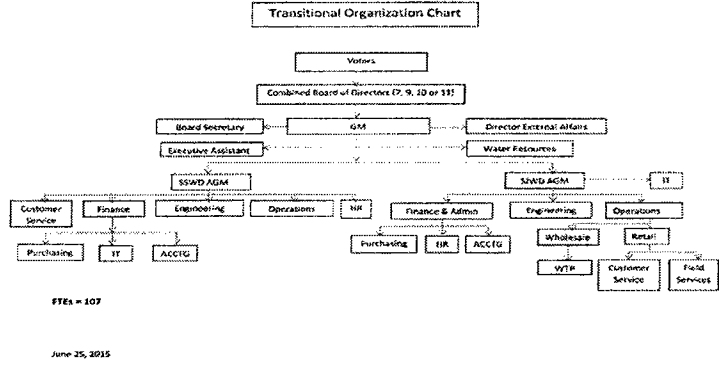 Transitional Organization Chart
Voters
Combined Board of Directors (7, 9, 10 or 11)
Board Secretary
GM
Director External Affairs
Executive Assistant
Water Resources
SSWD AGM
SJWD AGM
IT
Customer
Service
Finance
Engineering
Operations
HR
Finance & Admin
Engineering
Operations
Purchasing
IT
ACCTG
Purchasing
HR
ACCTG
Wholesale
Retail
WTP
Customer
Service
Field
Services
FTEs = 107
June 25, 2015